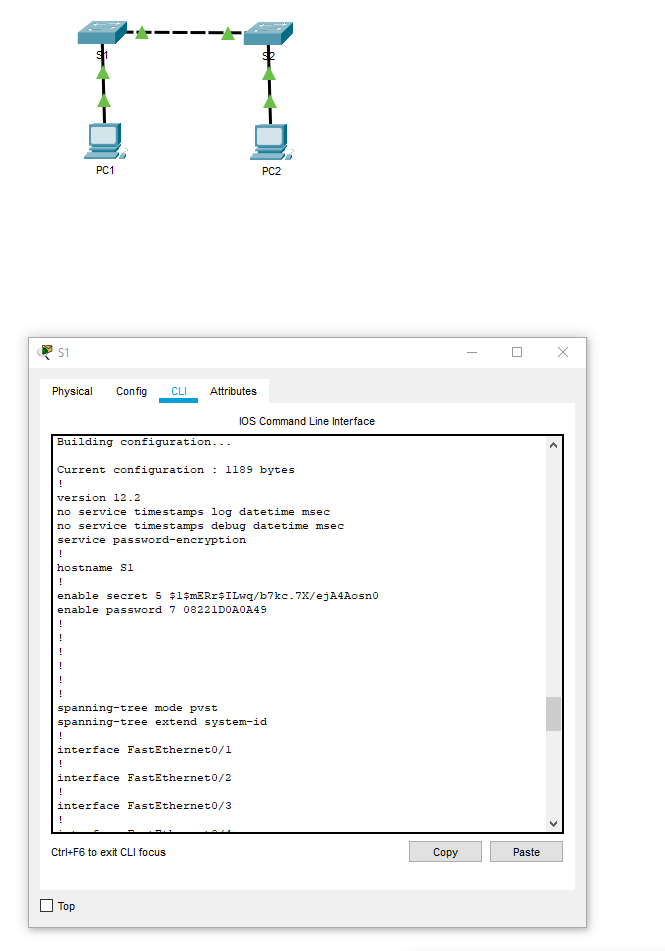 S1
S2
PC1
PC2
S1
Physical
Config
CLI
Attributes
IOS Command Line Interface
Building configuration...
Current configuration : 1189 bytes
!
version 12.2
no service timestamps log datetime msec
no service timestamps debug datetime msec
service password-encryption
!
hostname S1
!
enable secret 5 $1$mERr$ILwq/b7kc.7X/ejA4Aosn0
enable password 7 08221D0A0A49
!
!
!
!
!
!
spanning-tree mode pvst
spanning-tree extend system-id
!
interface FastEthernet0/1
!
interface FastEthernet0/2
!
interface FastEthernet0/3
!
Ctrl+F6 to exit CLI focus
Copy
Paste
Top